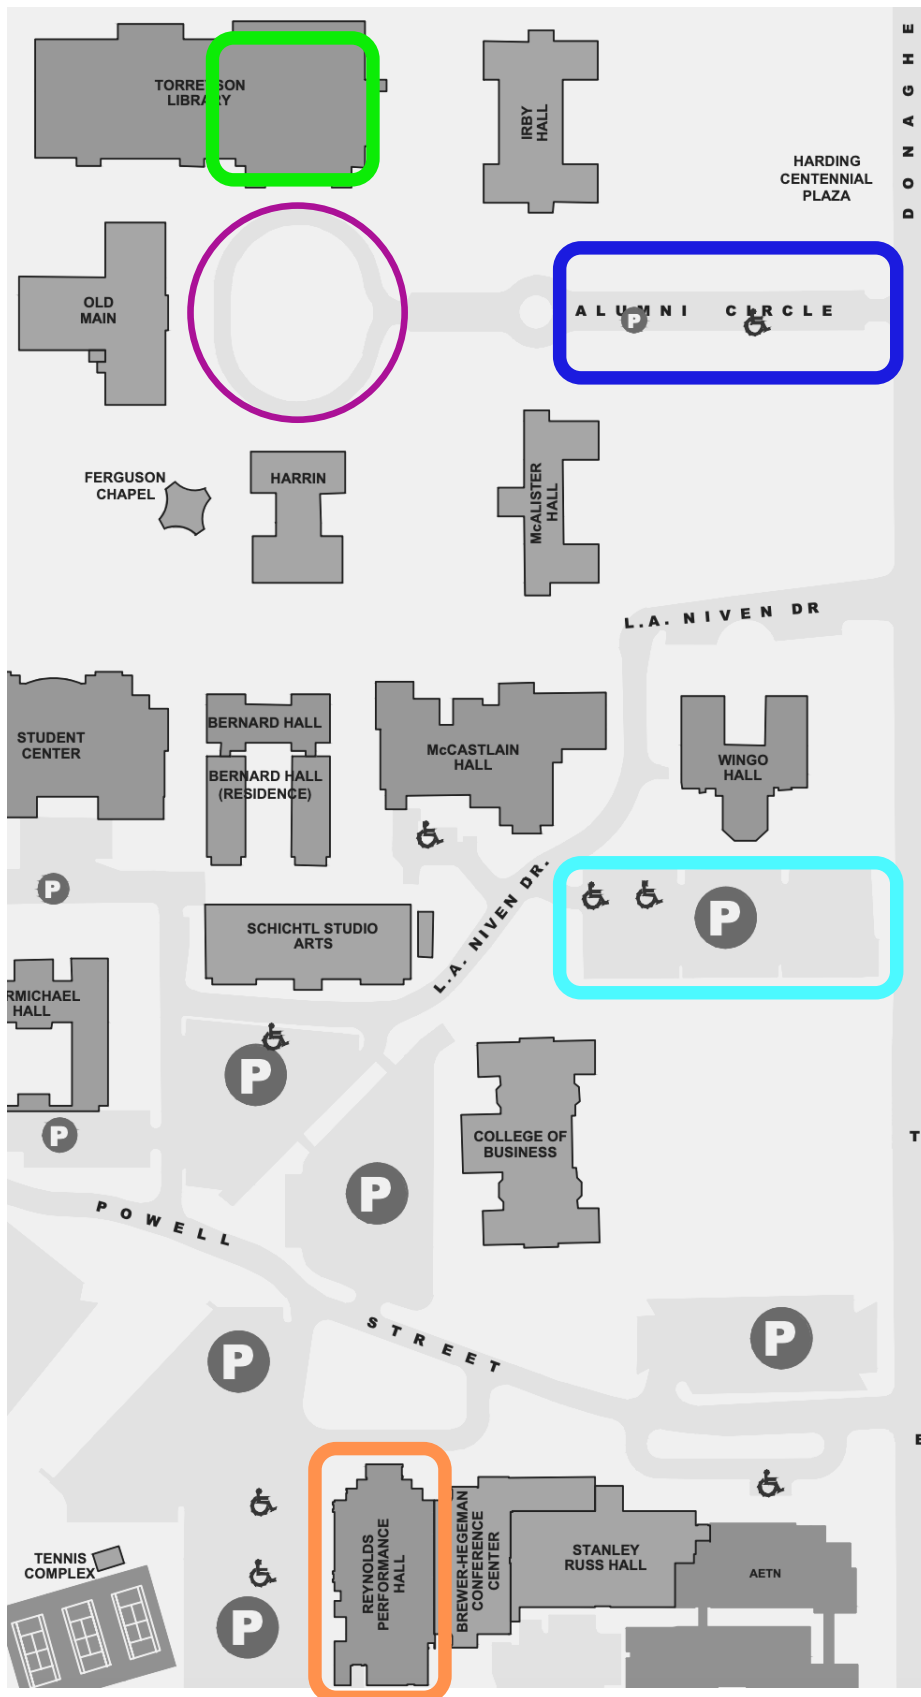 TORREYSON
LIBRARY
IRBY
HALL
DONAGHE
HARDING
CENTENNIAL
PLAZA
OLD
MAIN
ALUMNI CIRCLE
P
FERGUSON
CHAPEL
HARRIN
McALISTER
HALL
L.A. NIVEN DR
STUDENT
CENTER
BERNARD HALL
BERNARD HALL
(RESIDENCE)
McCASTLAIN
HALL
WINGO
HALL
P
L.A. NIVEN DR.
P
SCHICHTL STUDIO
ARTS
RMICHAEL
HALL
P
P
COLLEGE OF
BUSINESS
T
P
POWELL
STREET
P
P
E
REYNOLDS
PERFORMANCE
HALL
BREWER-HEGEMAN
CONFERENCE
CENTER
STANLEY
RUSS HALL
AETN
TENNIS
COMPLEX
P